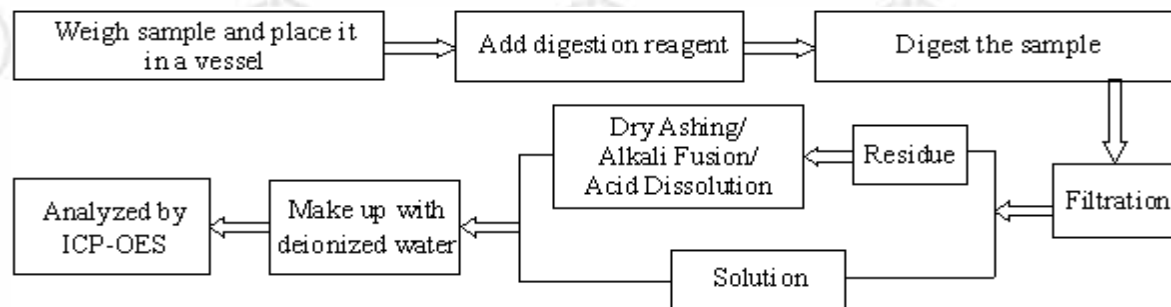 Weigh sample and place it
in a vessel
Add digestion reagent
Digest the sample
Filtration
Residue
Dry Ashing/
Alkali Fusion/
Acid Dissolution
Solution
Make up with
deionized water
Analyzed by
ICP-OES